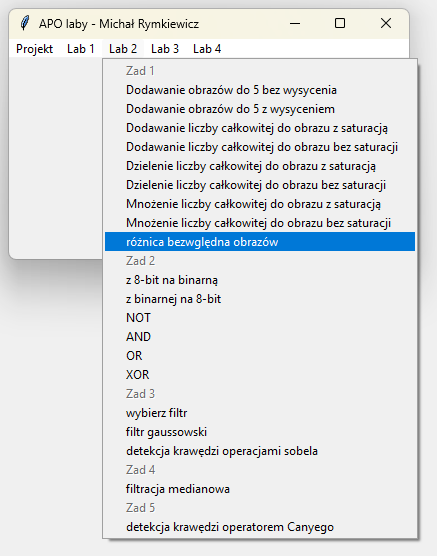 APO laby - Michał Rymkiewicz
Projekt Lab 1 Lab 2 Lab 3 Lab 4
Zad 1
Dodawanie obrazów do 5 bez wysycenia
Dodawanie obrazów do 5 z wysyceniem
Dodawanie liczby całkowitej do obrazu z saturacją
Dodawanie liczby całkowitej do obrazu bez saturacji
Dzielenie liczby całkowitej do obrazu z saturacją
Dzielenie liczby całkowitej do obrazu bez saturacji
Mnożenie liczby całkowitej do obrazu z saturacją
Mnożenie liczby całkowitej do obrazu bez saturacji
różnica bezwględna obrazów
Zad 2
z 8-bit na binarną
z binarnej na 8-bit
NOT
AND
OR
XOR
Zad 3
wybierz filtr
filtr gaussowski
detekcja krawędzi operacjami sobela
Zad 4
filtracja medianowa
Zad 5
detekcja krawędzi operatorem Canyego